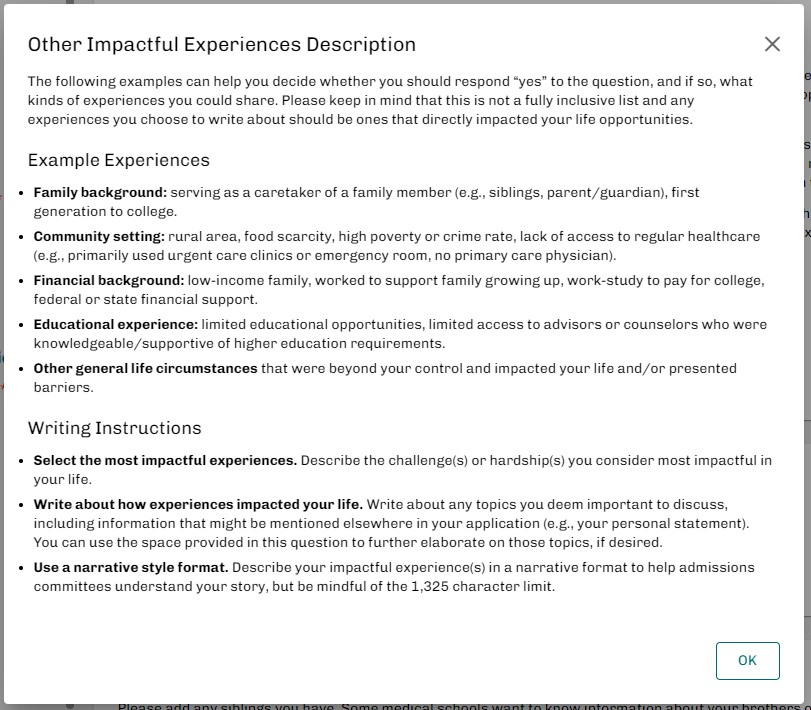 Other Impactful Experiences Description
The following examples can help you decide whether you should respond “yes” to the question, and if so, what
kinds of experiences you could share. Please keep in mind that this is not a fully inclusive list and any
experiences you choose to write about should be ones that directly impacted your life opportunities.
Example Experiences
• Family background: serving as a caretaker of a family member (e.g., siblings, parent/guardian), first
generation to college.
• Community setting: rural area, food scarcity, high poverty or crime rate, lack of access to regular healthcare
(e.g., primarily used urgent care clinics or emergency room, no primary care physician).
• Financial background: low-income family, worked to support family growing up, work-study to pay for college,
federal or state financial support.
• Educational experience: limited educational opportunities, limited access to advisors or counselors who were
knowledgeable/supportive of higher education requirements.
• Other general life circumstances that were beyond your control and impacted your life and/or presented
barriers.
Writing Instructions
• Select the most impactful experiences. Describe the challenge(s) or hardship(s) you consider most impactful in
your life.
• Write about how experiences impacted your life. Write about any topics you deem important to discuss,
including information that might be mentioned elsewhere in your application (e.g., your personal statement).
You can use the space provided in this question to further elaborate on those topics, if desired.
• Use a narrative style format. Describe your impactful experience(s) in a narrative format to help admissions
committees understand your story, but be mindful of the 1,325 character limit.
OK
Please add any siblings you have. Some medical schools want to know information about your brothers